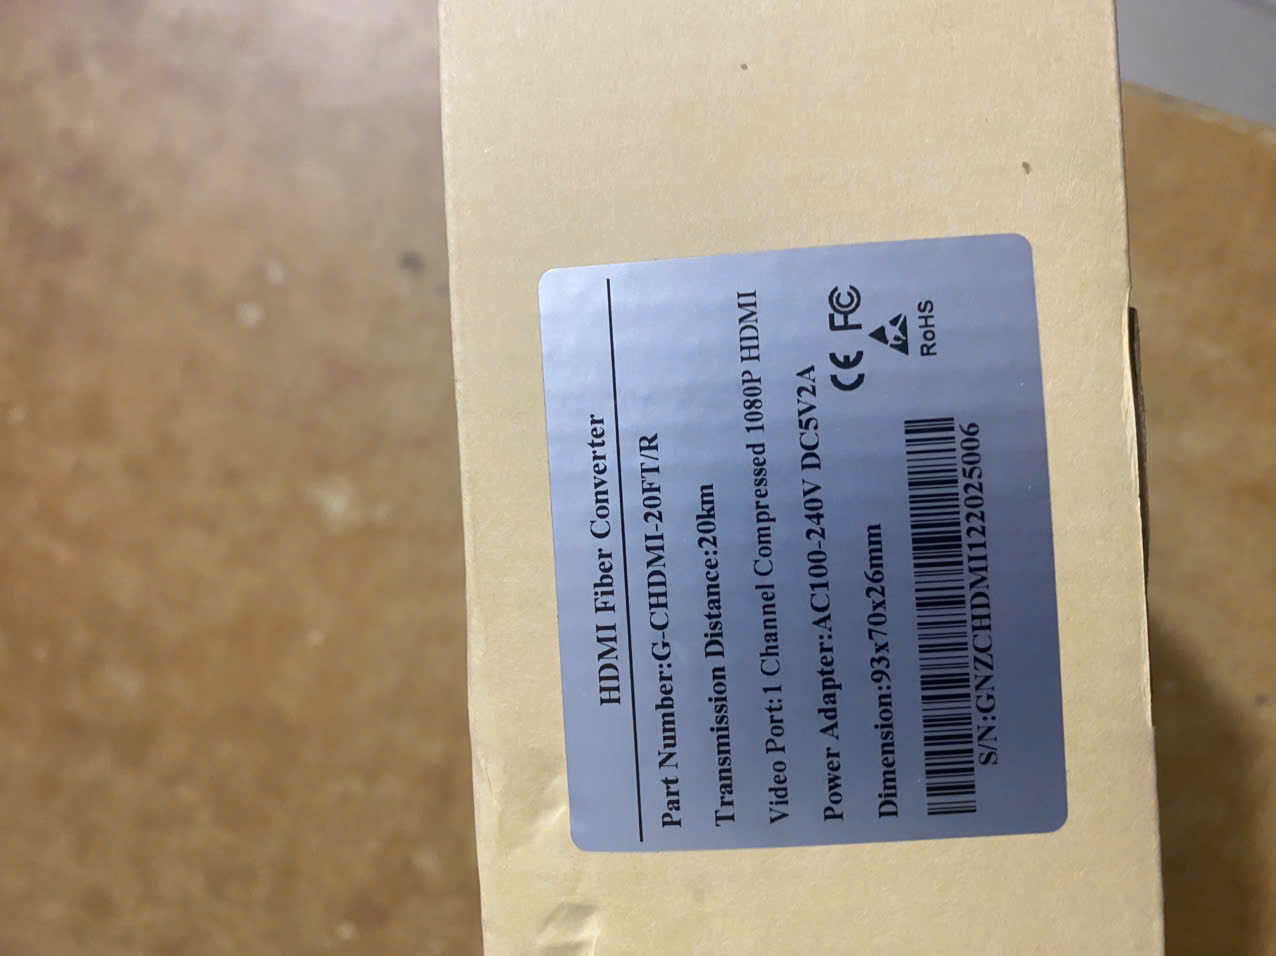 HDMI Fiber Converter
Part Number:G-CHDMI-20FT/R
Transmission Distance:20km
Video Port:1 Channel Compressed 1080P HDMI
Power Adapter:AC100-240V DC5V2A
Dimension:93x70x26mm
CE FC
RoHS
S/N:GNZCHDMI122025006